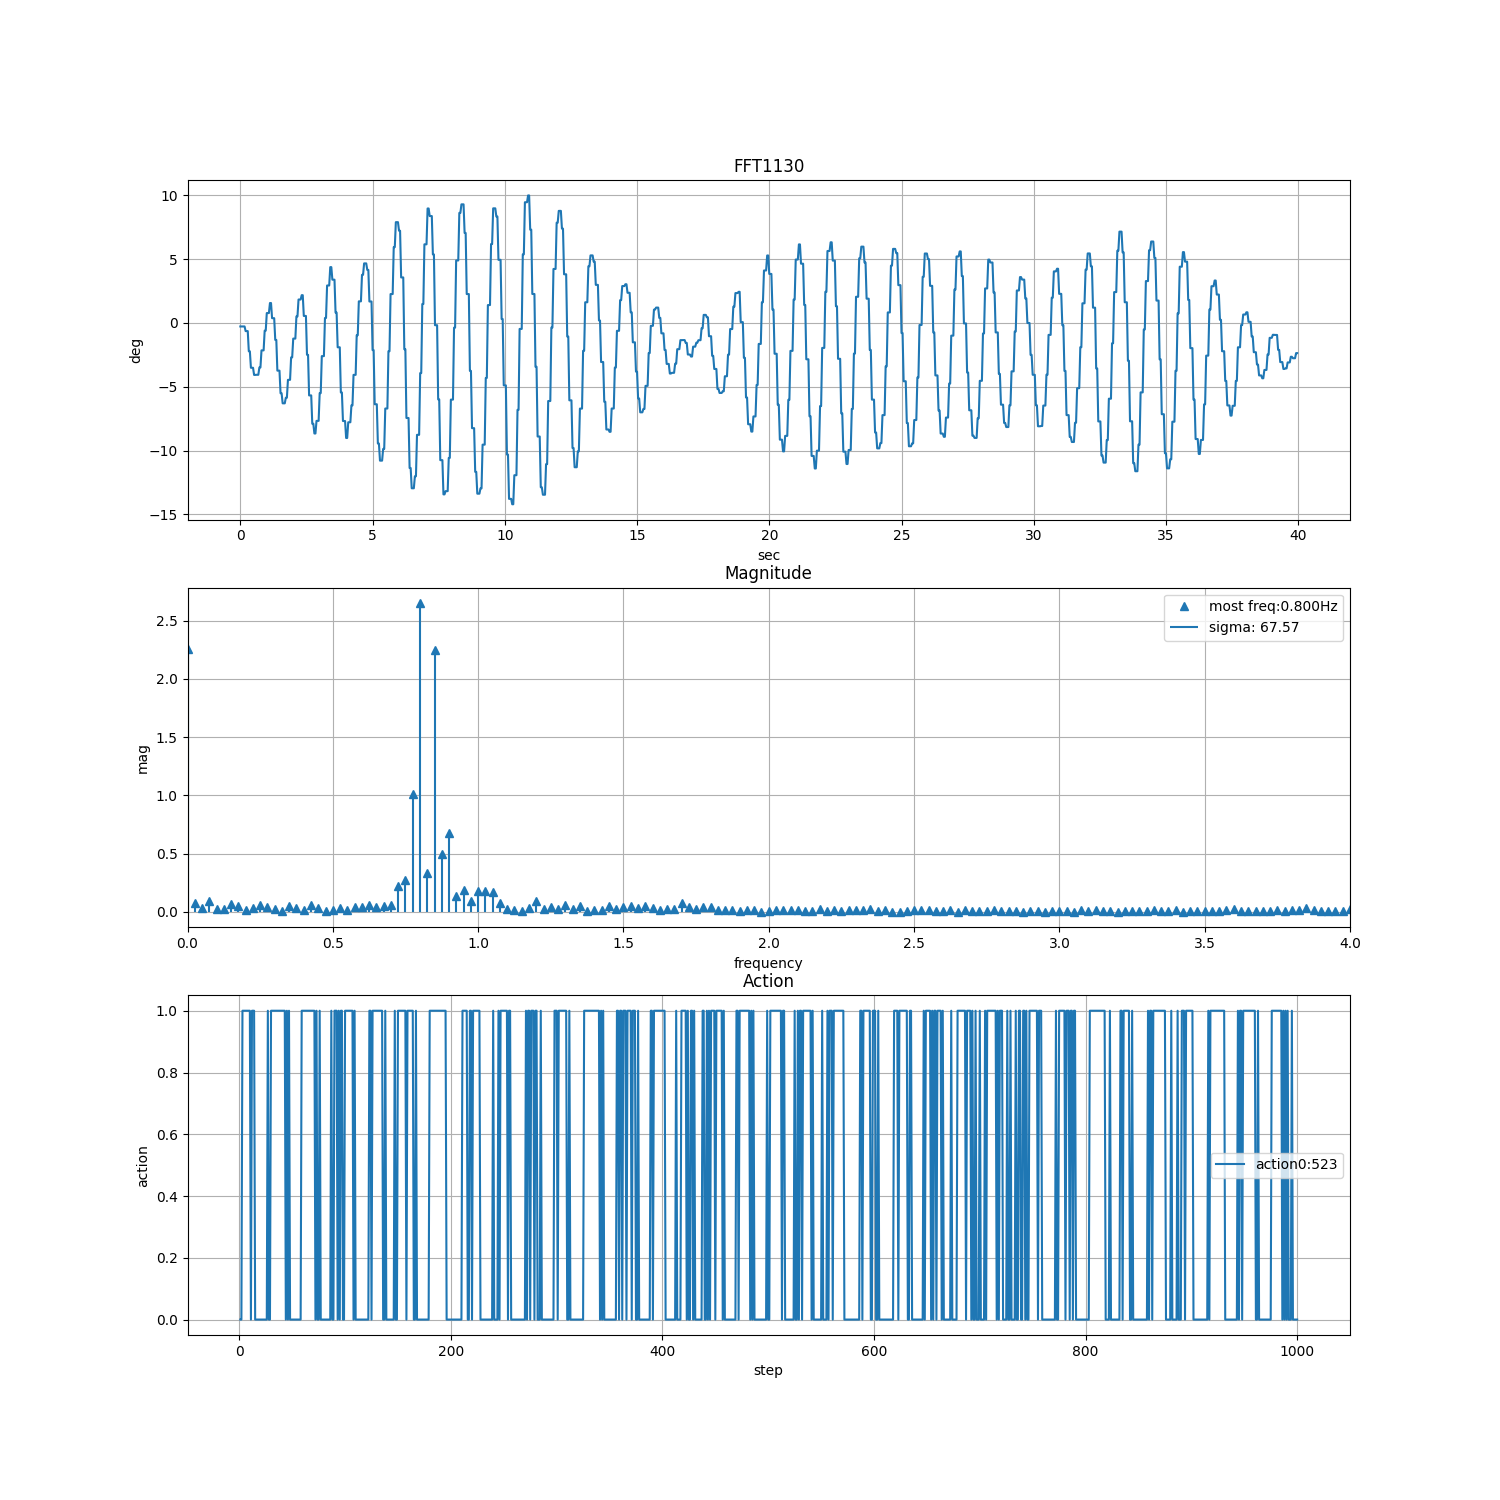 FFT1130
10
5
0
−5
−10
−15
deg
0 5 10 15 20 25 30 35 40
sec
Magnitude
most freq:0.800Hz
sigma: 67.57
2.5
2.0
1.5
1.0
0.5
0.0
mag
0.0 0.5 1.0 1.5 2.0 2.5 3.0 3.5 4.0
frequency
Action
1.0
0.8
0.6
0.4
0.2
0.0
action
action0:523
0 200 400 600 800 1000
step